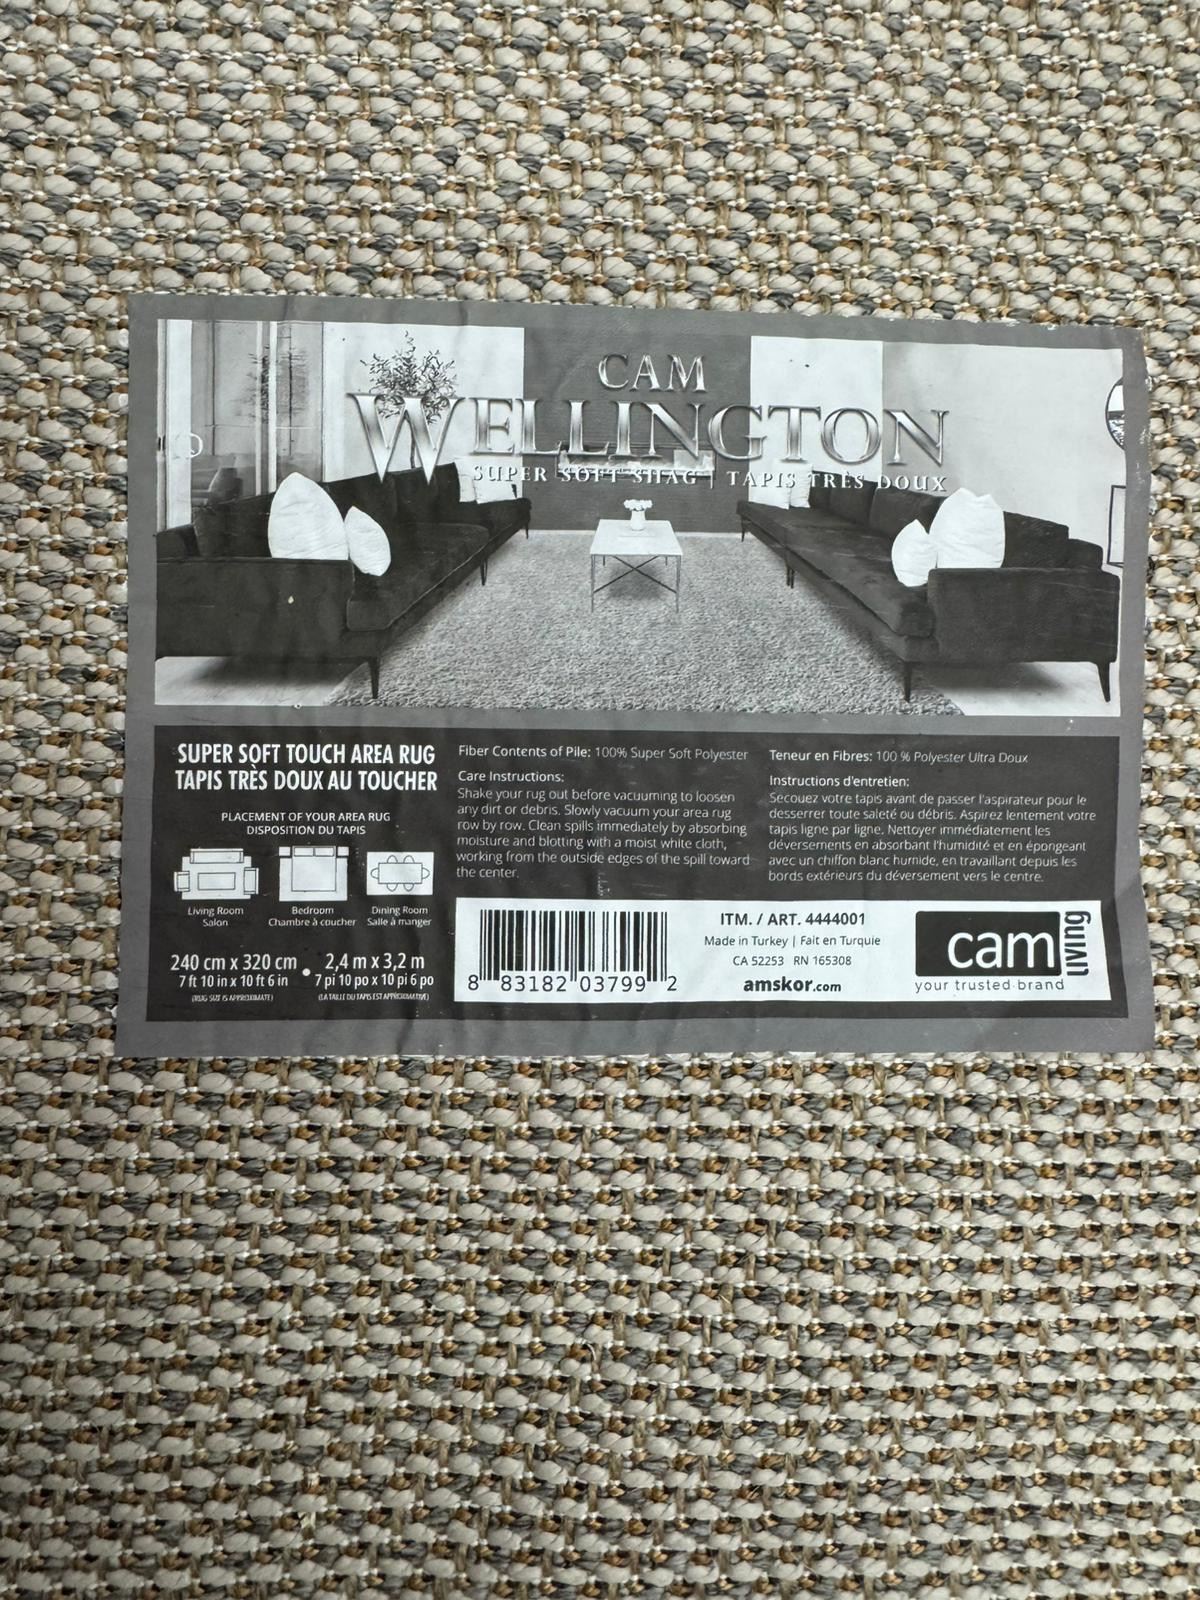 CAM
WELLINGTON
SUPER SOFT SHAG | TAPIS TRÈS DOUX
SUPER SOFT TOUCH AREA RUG
TAPIS TRÈS DOUX AU TOUCHER
PLACEMENT OF YOUR AREA RUG
DISPOSITION DU TAPIS
Living Room
Salon
Bedroom
Chambre à coucher
Dining Room
Salle à manger
240 cm x 320 cm • 2,4 m x 3,2 m
7 ft 10 in x 10 ft 6 in
7 pi 10 po x 10 pi 6 po
(RUG SIZE IS APPROXIMATE)
(LA TAILLE DU TAPIS EST APPROXIMATIVE)
Fiber Contents of Pile: 100% Super Soft Polyester
Care Instructions:
Shake your rug out before vacuuming to loosen
any dirt or debris. Slowly vacuum your area rug
row by row. Clean spills immediately by absorbing
moisture and blotting with a moist white cloth,
working from the outside edges of the spill toward
the center.
Teneur en Fibres: 100 % Polyester Ultra Doux
Instructions d'entretien:
Secouez votre tapis avant de passer l'aspirateur pour le
desserrer toute saleté ou débris. Aspirez lentement votre
tapis ligne par ligne. Nettoyer immédiatement les
déversements en absorbant l'humidité et en épongeant
avec un chiffon blanc humide, en travaillant depuis les
bords extérieurs du déversement vers le centre.
8 83182 03799 2
ITM. / ART. 4444001
Made in Turkey | Fait en Turquie
CA 52253 RN 165308
amskor.com
cam living
your trusted brand